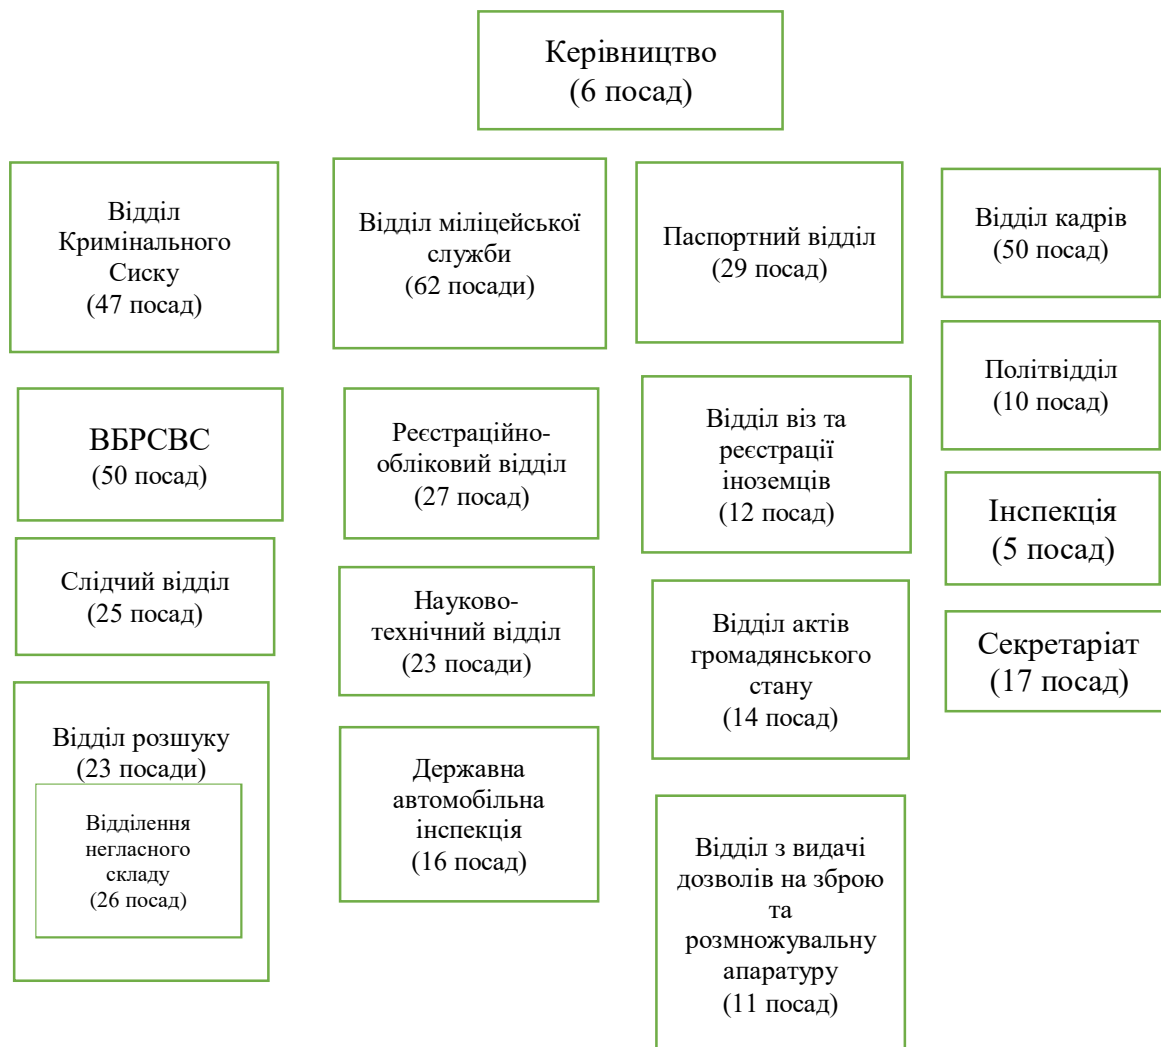 Керівництво
(6 посад)
Відділ
Кримінального
Сиску
(47 посад)
ВБРСВС
(50 посад)
Слідчий відділ
(25 посад)
Відділ розшуку
(23 посади)
Відділення
негласного
складу
(26 посад)
Відділ міліцейської
служби
(62 посади)
Реєстраційно-
обліковий відділ
(27 посад)
Науково-
технічний відділ
(23 посади)
Державна
автомобільна
інспекція
(16 посад)
Паспортний відділ
(29 посад)
Відділ віз та
реєстрації
іноземців
(12 посад)
Відділ актів
громадянського
стану
(14 посад)
Відділ з видачі
дозволів на зброю
та
розмножувальну
апаратуру
(11 посад)
Відділ кадрів
(50 посад)
Політвідділ
(10 посад)
Інспекція
(5 посад)
Секретаріат
(17 посад)